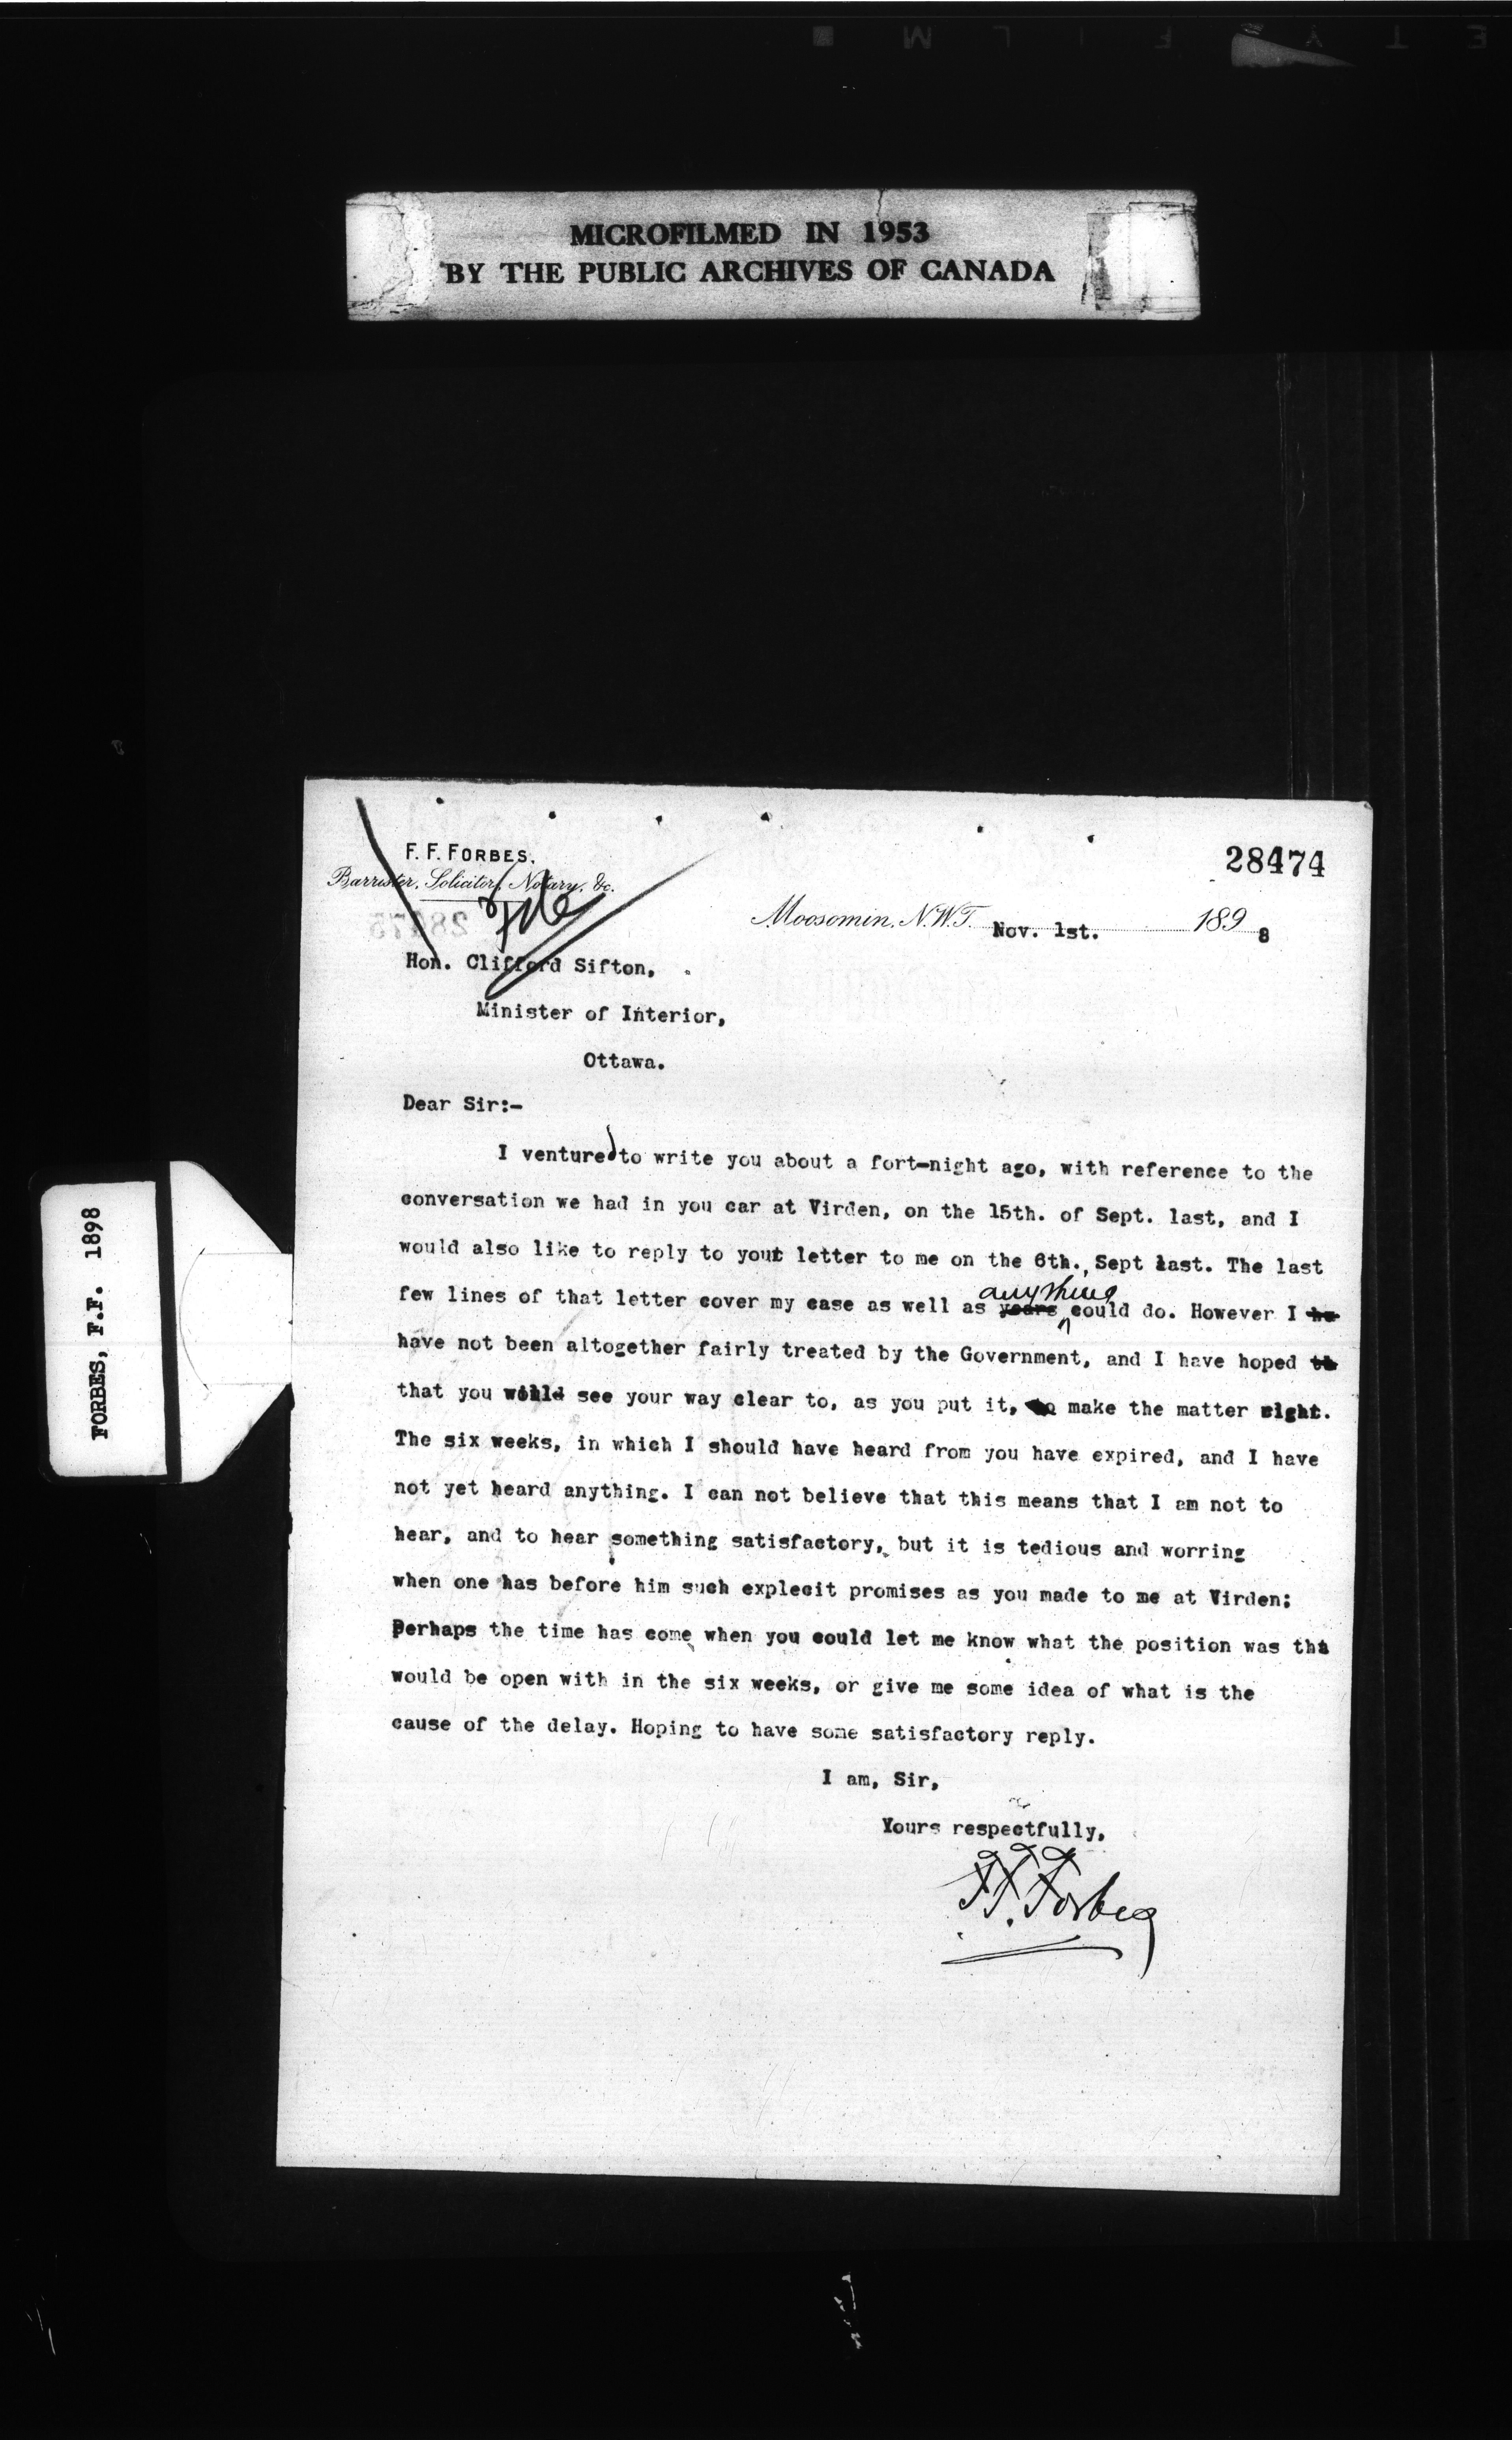 MICROFILMED IN 1953
BY THE PUBLIC ARCHIVES OF CANADA
FORBES, F.F. 1898
28474
F. F. FORBES.
Barrister, Solicitor, Notary, &c.
File
Moosomin, N.W.T. Nov. 1st. 1898
Hon. Clifford Sifton,
Minister of Interior,
Ottawa.
Dear Sir:-
I ventured to write you about a fort-night ago, with reference to the
conversation we had in you car at Virden, on the 15th. of Sept. last, and I
would also like to reply to your letter to me on the 6th., Sept last. The last
few lines of that letter cover my case as well as yours anything could do. However I ha
have not been altogether fairly treated by the Government, and I have hoped th
that you would see your way clear to, as you put it, to make the matter right.
The six weeks, in which I should have heard from you have expired, and I have
not yet heard anything. I can not believe that this means that I am not to
hear, and to hear something satisfactory, but it is tedious and worring
when one has before him such explecit promises as you made to me at Virden;
Perhaps the time has come when you could let me know what the position was tha
would be open with in the six weeks, or give me some idea of what is the
cause of the delay. Hoping to have some satisfactory reply.
I am, Sir,
Yours respectfully,
F.F. Forbes